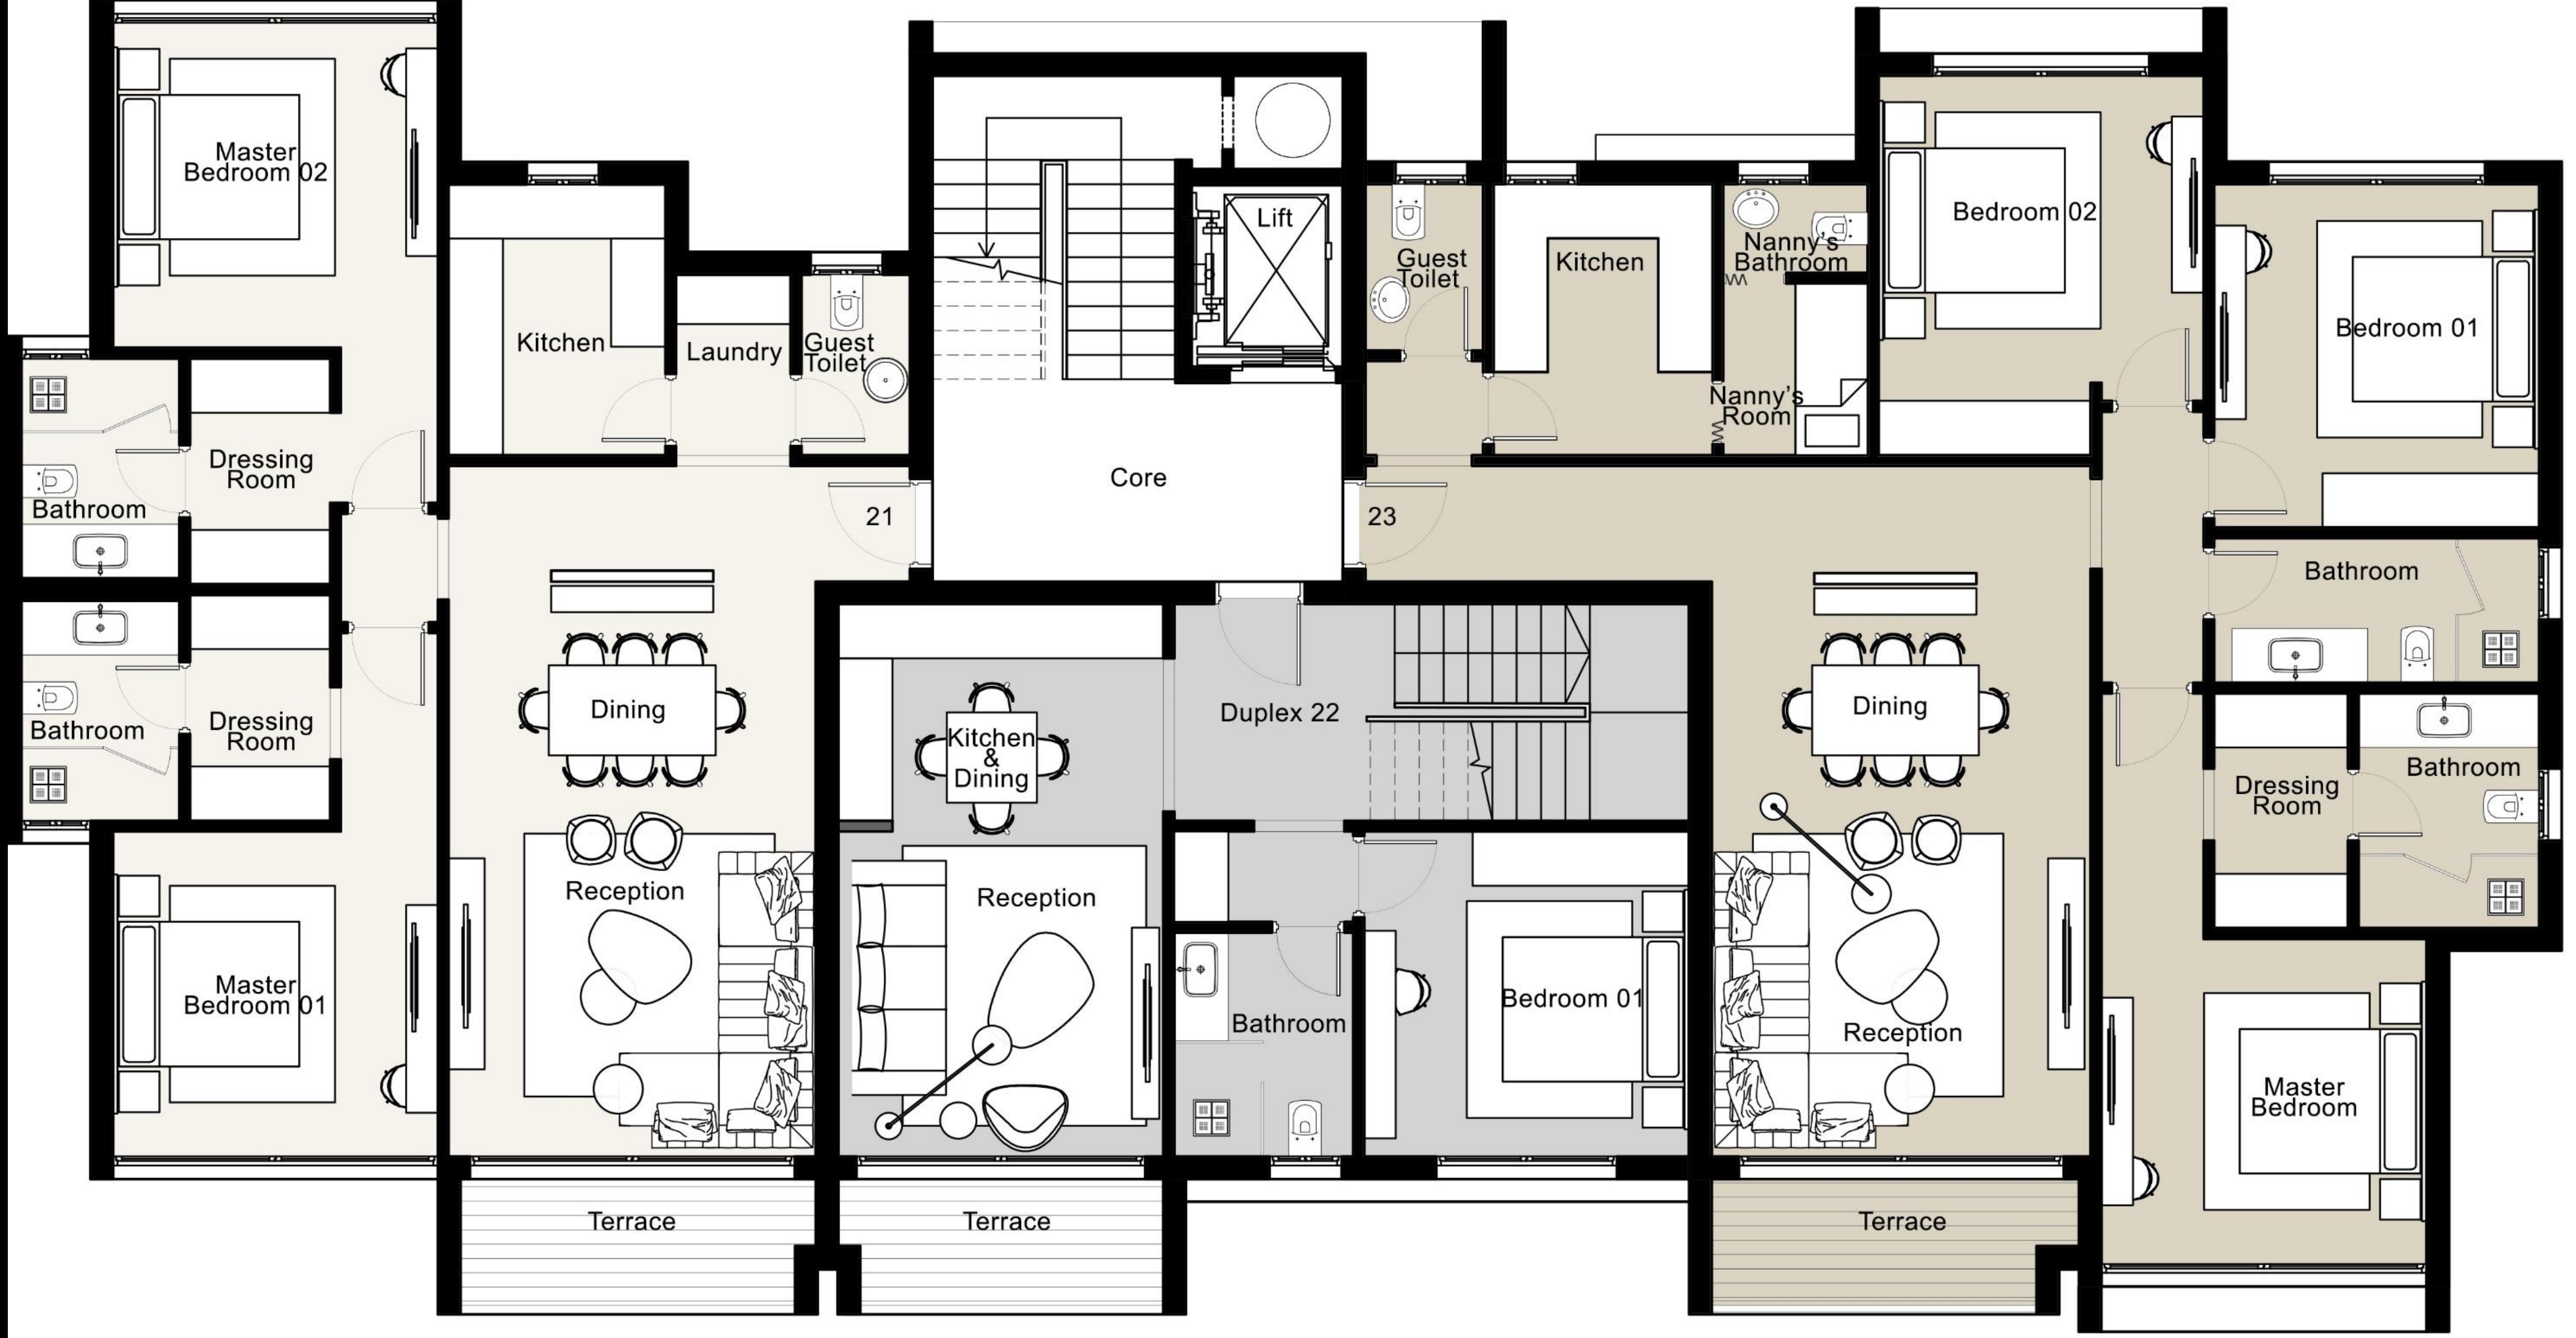 Master
Bedroom 02
Kitchen
Laundry
Guest
Toilet
Dressing
Room
Bathroom
21
Bathroom
Dressing
Room
Dining
Reception
Master
Bedroom 01
Terrace
Lift
Core
Duplex 22
Kitchen
&
Dining
Reception
Bathroom
Bedroom 01
Terrace
Guest
Toilet
Kitchen
Nanny's
Bathroom
Nanny's
Room
Bedroom 02
Bedroom 01
23
Bathroom
Dining
Dressing
Room
Bathroom
Reception
Master
Bedroom
Terrace